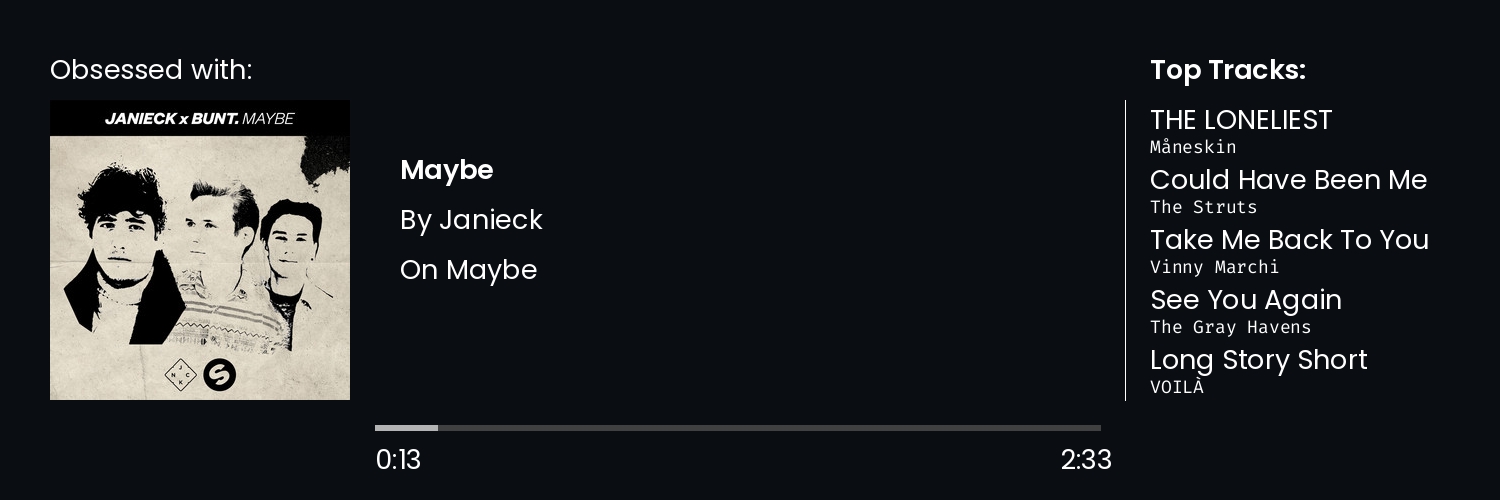 Obsessed with:
JANIECK x BUNT. MAYBE
J
N C
K
S
Maybe
By Janieck
On Maybe
0:13
2:33
Top Tracks:
THE LONELIEST
Måneskin
Could Have Been Me
The Struts
Take Me Back To You
Vinny Marchi
See You Again
The Gray Havens
Long Story Short
VOILÀ